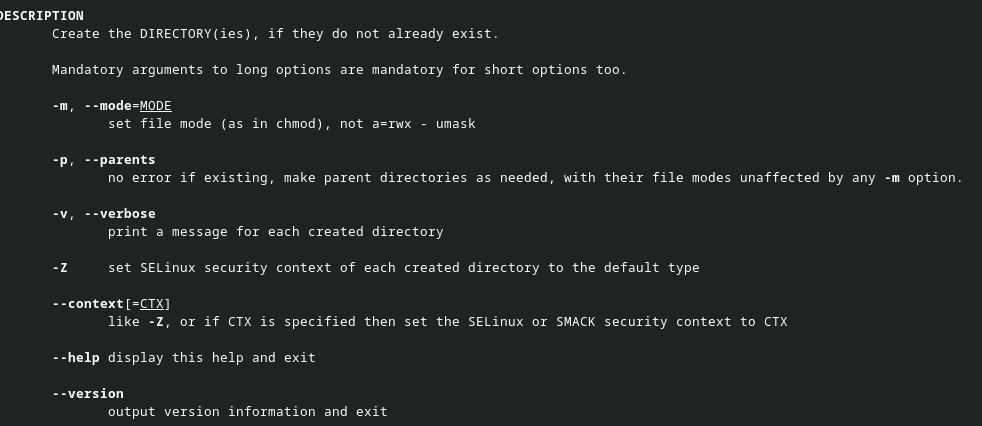 DESCRIPTION
Create the DIRECTORY(ies), if they do not already exist.
Mandatory arguments to long options are mandatory for short options too.
-m, --mode=MODE
set file mode (as in chmod), not a=rwx - umask
-p, --parents
no error if existing, make parent directories as needed, with their file modes unaffected by any -m option.
-v, --verbose
print a message for each created directory
-Z set SELinux security context of each created directory to the default type
--context[=CTX]
like -Z, or if CTX is specified then set the SELinux or SMACK security context to CTX
--help display this help and exit
--version
output version information and exit